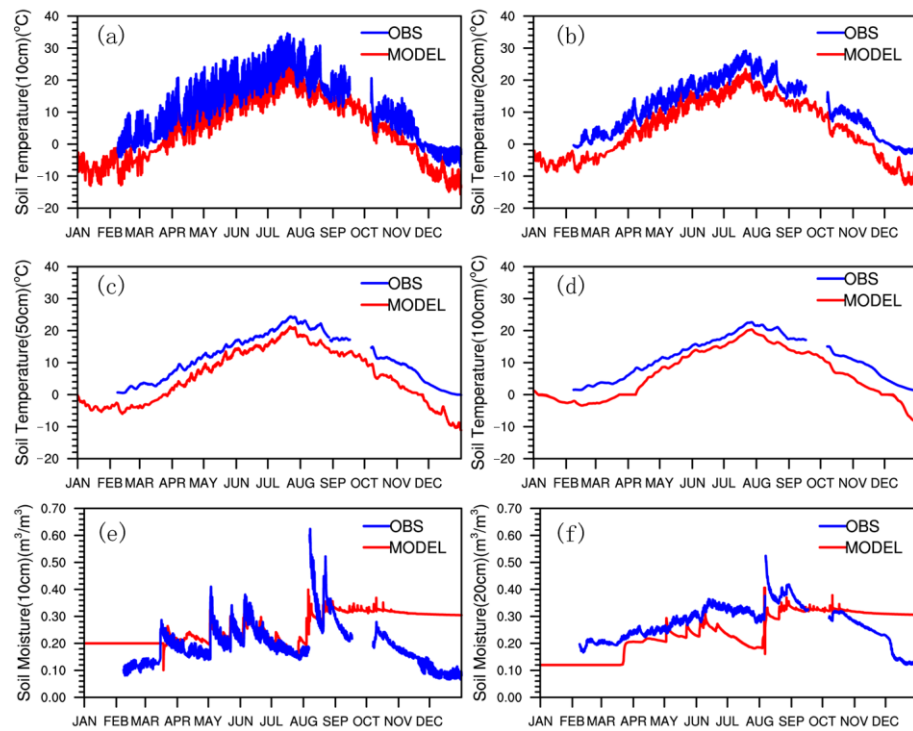 (a)
OBS
MODEL
Soil Temperature(10cm)(°C)
40
30
20
10
0
−10
−20
JAN FEB MAR APR MAY JUN JUL AUG SEP OCT NOV DEC
(b)
OBS
MODEL
Soil Temperature(20cm)(°C)
40
30
20
10
0
−10
−20
JAN FEB MAR APR MAY JUN JUL AUG SEP OCT NOV DEC
(c)
OBS
MODEL
Soil Temperature(50cm)(°C)
40
30
20
10
0
−10
−20
JAN FEB MAR APR MAY JUN JUL AUG SEP OCT NOV DEC
(d)
OBS
MODEL
Soil Temperature(100cm)(°C)
40
30
20
10
0
−10
−20
JAN FEB MAR APR MAY JUN JUL AUG SEP OCT NOV DEC
(e)
OBS
MODEL
Soil Moisture(10cm)(m³/m³)
0.70
0.60
0.50
0.40
0.30
0.20
0.10
0.00
JAN FEB MAR APR MAY JUN JUL AUG SEP OCT NOV DEC
(f)
OBS
MODEL
Soil Moisture(20cm)(m³/m³)
0.70
0.60
0.50
0.40
0.30
0.20
0.10
0.00
JAN FEB MAR APR MAY JUN JUL AUG SEP OCT NOV DEC